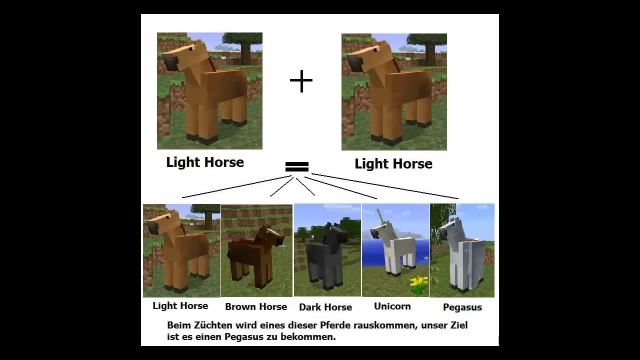 +
Light Horse
Light Horse
=
Light Horse
Brown Horse
Dark Horse
Unicorn
Pegasus
Beim Züchten wird eines dieser Pferde rauskommen, unser Ziel
ist es einen Pegasus zu bekommen.